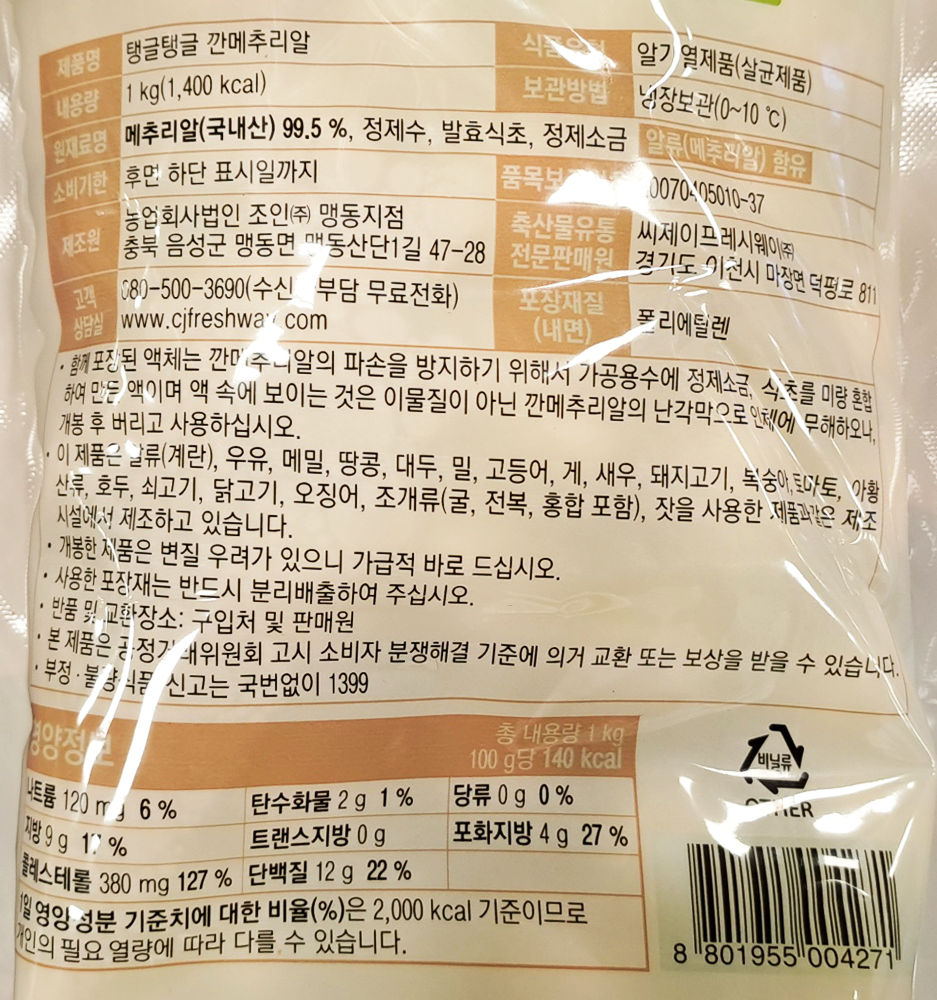 제품명 탱글탱글 깐메추리알 식품유형 알가열제품(살균제품)
내용량 1 kg(1,400 kcal) 보관방법 냉장보관(0~10 ℃)
원재료명 메추리알(국내산) 99.5 %, 정제수, 발효식초, 정제소금 알류(메추리알) 함유
소비기한 후면 하단 표시일까지 품목보 0070405010-37
제조원 농업회사법인 조인㈜ 맹동지점
충북 음성군 맹동면 맹동산단1길 47-28
축산물유통
전문판매원
씨제이프레시웨이㈜
경기도 이천시 마장면 덕평로 811
고객
상담실
080-500-3690(수신 부담 무료전화)
www.cjfreshway.com
포장재질
(내면)
폴리에틸렌
· 함께 포장된 액체는 깐메추리알의 파손을 방지하기 위해서 가공용수에 정제소금, 식초를 미량 혼합
하여 만든 액이며 액 속에 보이는 것은 이물질이 아닌 깐메추리알의 난각막으로 인체에 무해하오나,
개봉 후 버리고 사용하십시오.
· 이 제품은 알류(계란), 우유, 메밀, 땅콩, 대두, 밀, 고등어, 게, 새우, 돼지고기, 복숭아, 토마토, 아황
산류, 호두, 쇠고기, 닭고기, 오징어, 조개류(굴, 전복, 홍합 포함), 잣을 사용한 제품과 같은 제조
시설에서 제조하고 있습니다.
· 개봉한 제품은 변질 우려가 있으니 가급적 바로 드십시오.
· 사용한 포장재는 반드시 분리배출하여 주십시오.
· 반품 및 교환장소: 구입처 및 판매원
· 본 제품은 공정거래위원회 고시 소비자 분쟁해결 기준에 의거 교환 또는 보상을 받을 수 있습니다.
· 부정·불량식품 신고는 국번없이 1399
영양정보 총 내용량 1 kg
100 g당 140 kcal
나트륨 120 mg 6 % 탄수화물 2 g 1 % 당류 0 g 0 %
지방 9 g 17 % 트랜스지방 0 g 포화지방 4 g 27 %
콜레스테롤 380 mg 127 % 단백질 12 g 22 %
1일 영양성분 기준치에 대한 비율(%)은 2,000 kcal 기준이므로
개인의 필요 열량에 따라 다를 수 있습니다.
비닐류
OTHER
8 801955 004271